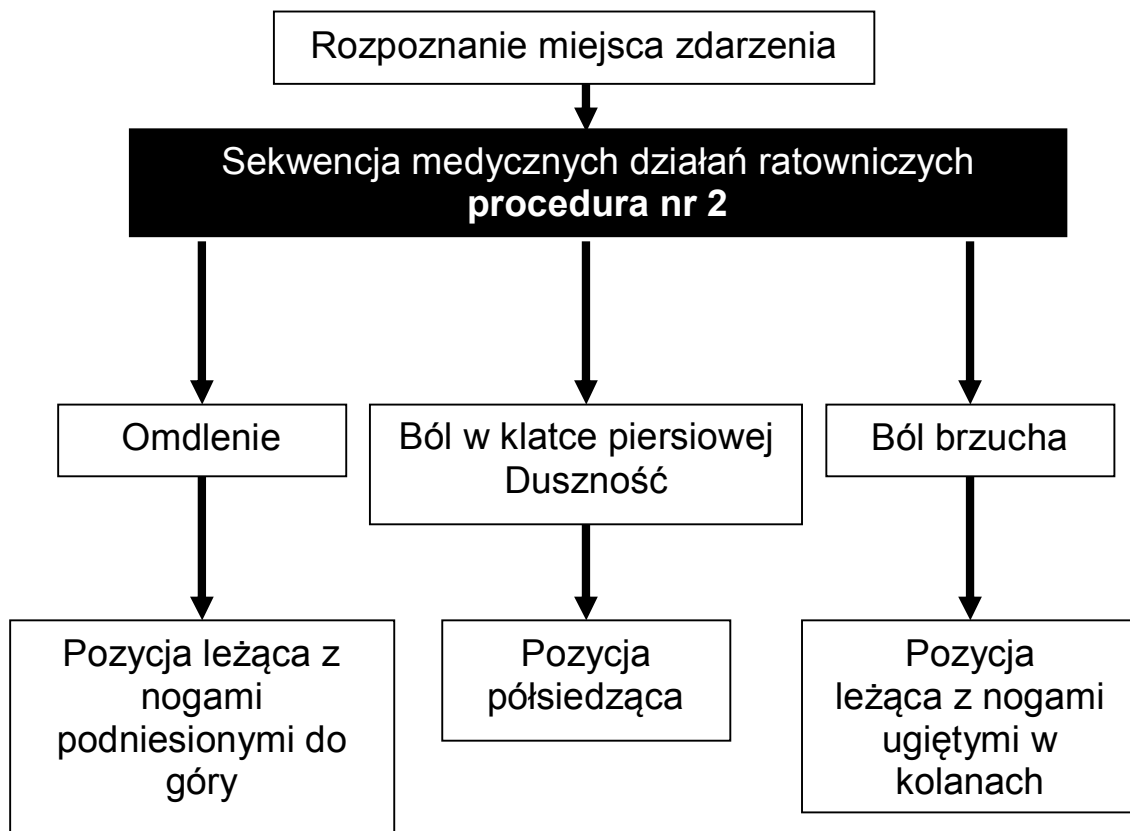 Rozpoznanie miejsca zdarzenia
Sekwencja medycznych działań ratowniczych
procedura nr 2
Omdlenie
Ból w klatce piersiowej
Duszność
Ból brzucha
Pozycja leżąca z
nogami
podniesionymi do
góry
Pozycja
półsiedząca
Pozycja
leżąca z nogami
ugiętymi w
kolanach